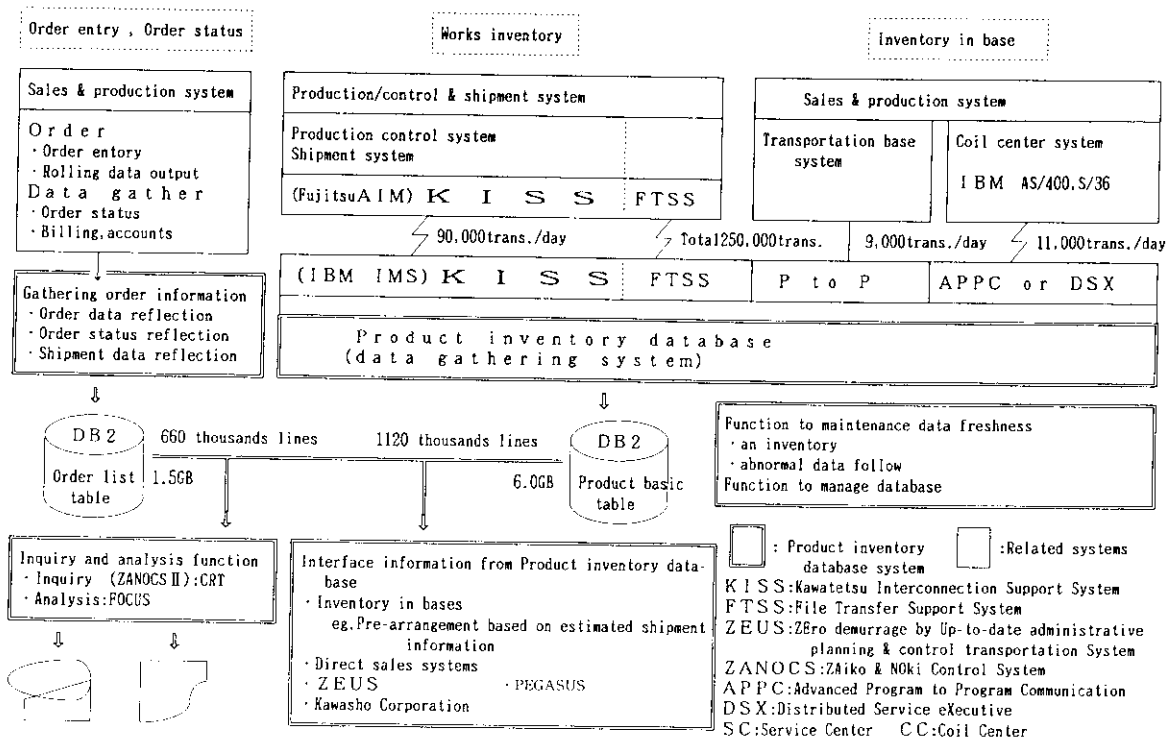 Order entry , Order status
Works inventory
Inventory in base
Sales & production system
Order
・Order entory
・Rolling data output
Data gather
・Order status
・Billing,accounts
Production/control & shipment system
Production control system
Shipment system
(FujitsuAIM) KISS
FTSS
Sales & production system
Transportation base
system
Coil center system
IBM AS/400.S/36
90,000trans./day
Total1250,000trans.
9,000trans./day
11,000trans./day
Gathering order information
・Order data reflection
・Order status reflection
・Shipment data reflection
(IBM IMS) KISS
FTSS
P to P
APPC or DSX
Product inventory database
(data gathering system)
DB2
Order list
table
660 thousands lines
1.5GB
1120 thousands lines
6.0GB
DB2
Product basic
table
Function to maintenance data freshness
・an inventory
・abnormal data follow
Function to manage database
Inquiry and analysis function
・Inquiry (ZANOCSⅡ):CRT
・Analysis:FOCUS
Interface information from Product inventory data-
base
・Inventory in bases
eg.Pre-arrangement based on estimated shipment
information
・Direct sales systems
・ZEUS ・PEGASUS
・Kawasho Corporation
: Product inventory
database system
:Related systems
KISS:Kawatetsu Interconnection Support System
FTSS:File Transfer Support System
ZEUS:ZEro demurrage by Up-to-date administrative
planning & control transportation System
ZANOCS:ZAiko & NOki Control System
APPC:Advanced Program to Program Communication
DSX:Distributed Service eXecutive
SC:Service Center CC:Coil Center